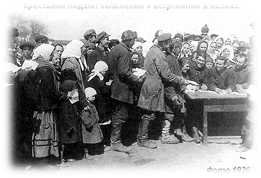 Крестьяне подают заявления о вступлении в колхоз.
Фото 1930